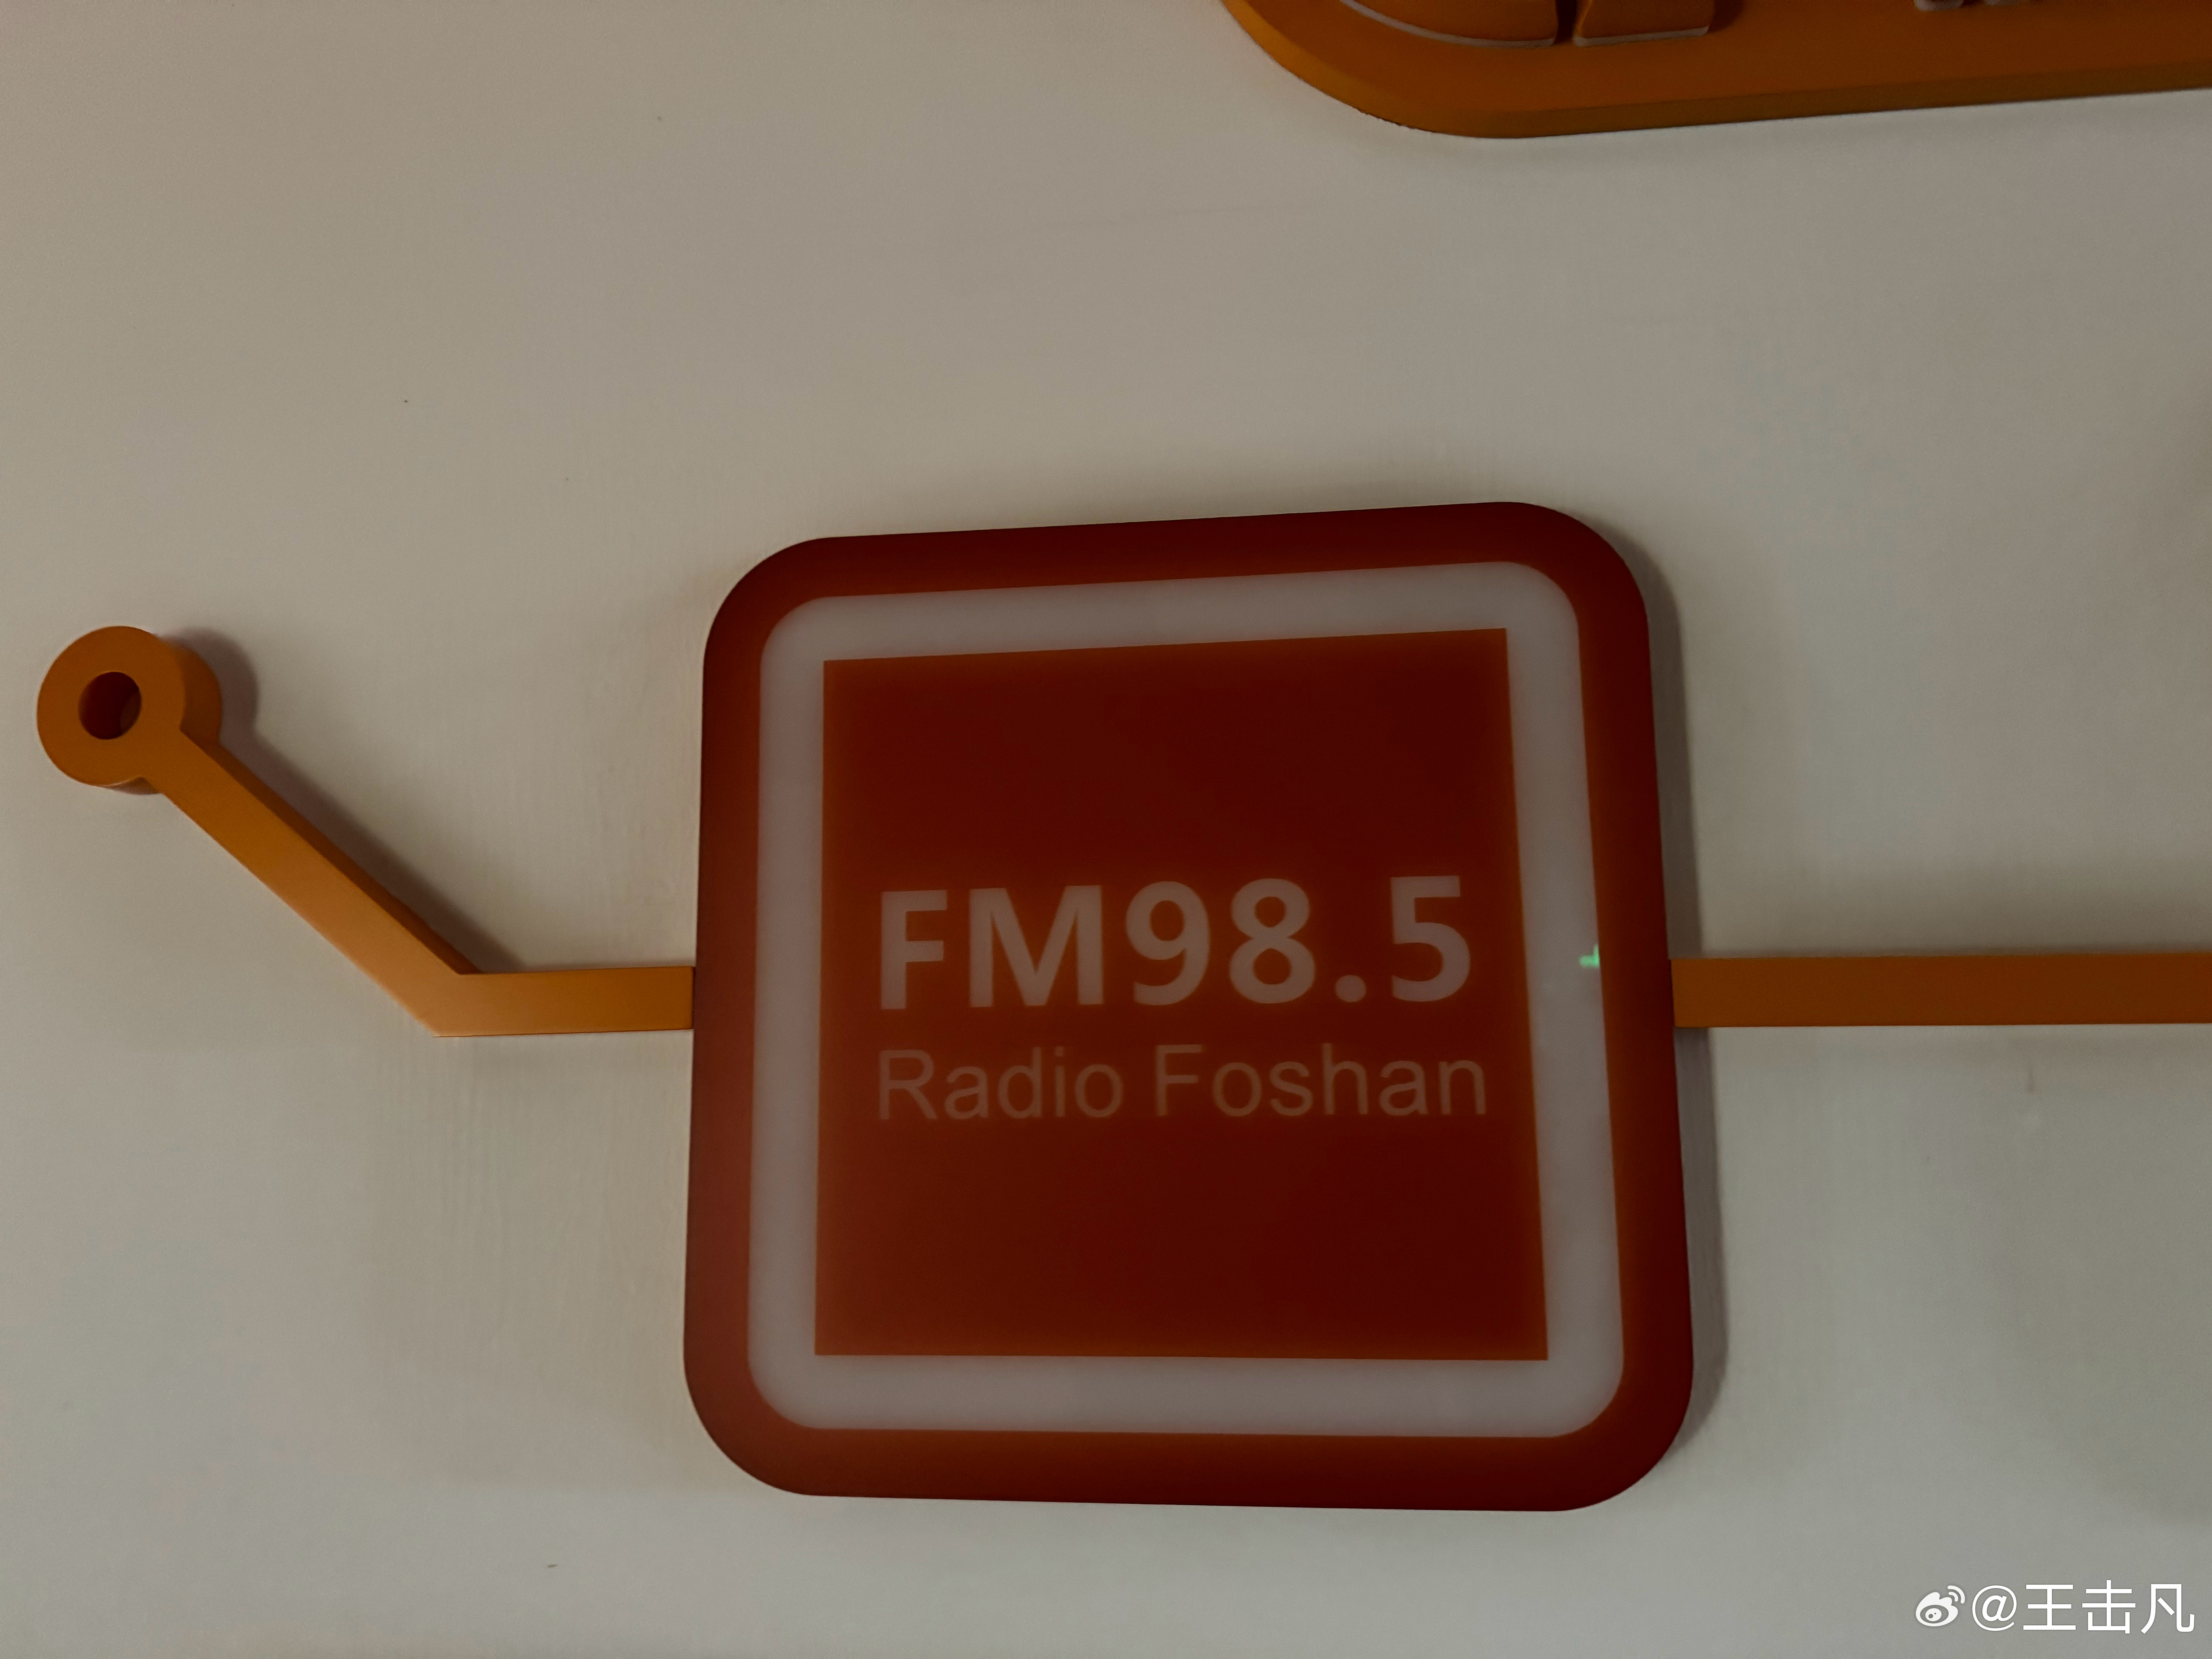 FM98.5
Radio Foshan
@王击凡